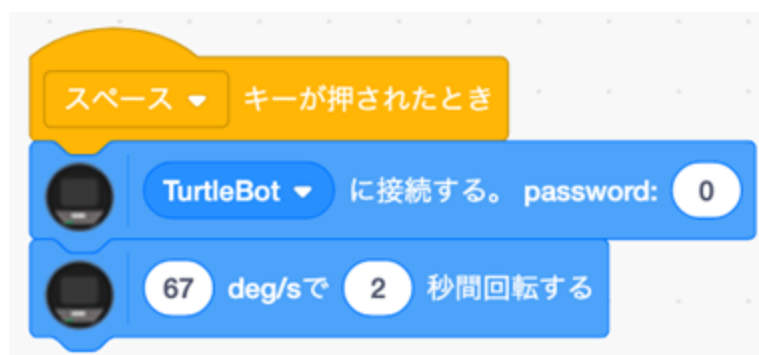 スペース キーが押されたとき
TurtleBot に接続する。 password: 0
67 deg/sで 2 秒間回転する